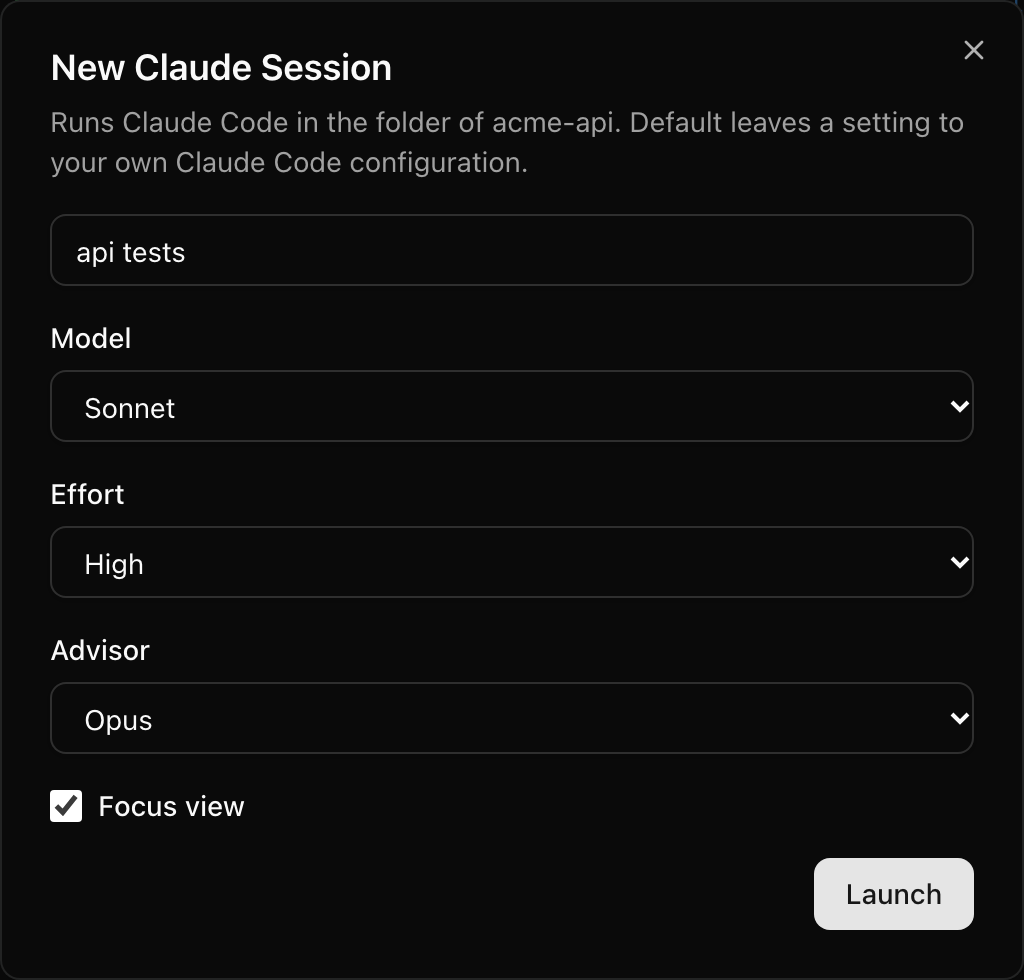 New Claude Session
Runs Claude Code in the folder of acme-api. Default leaves a setting to
your own Claude Code configuration.
api tests
Model
Sonnet
Effort
High
Advisor
Opus
Focus view
Launch